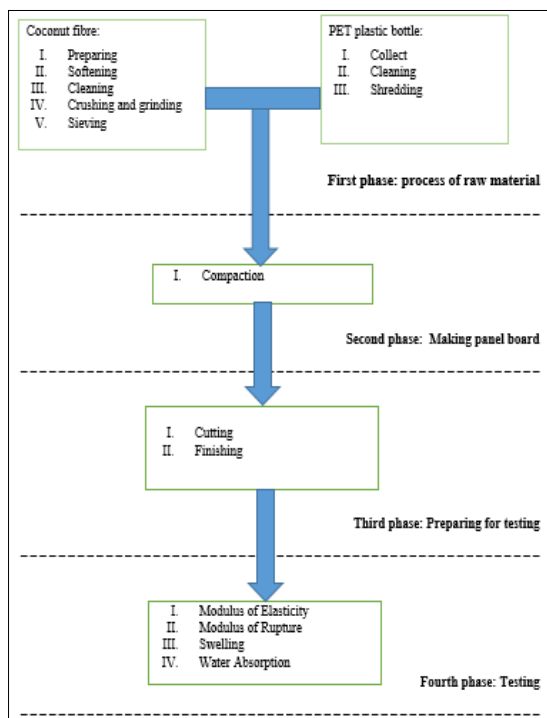 Coconut fibre:
I. Preparing
II. Softening
III. Cleaning
IV. Crushing and grinding
V. Sieving
PET plastic bottle:
I. Collect
II. Cleaning
III. Shredding
First phase: process of raw material
I. Compaction
Second phase: Making panel board
I. Cutting
II. Finishing
Third phase: Preparing for testing
I. Modulus of Elasticity
II. Modulus of Rupture
III. Swelling
IV. Water Absorption
Fourth phase: Testing